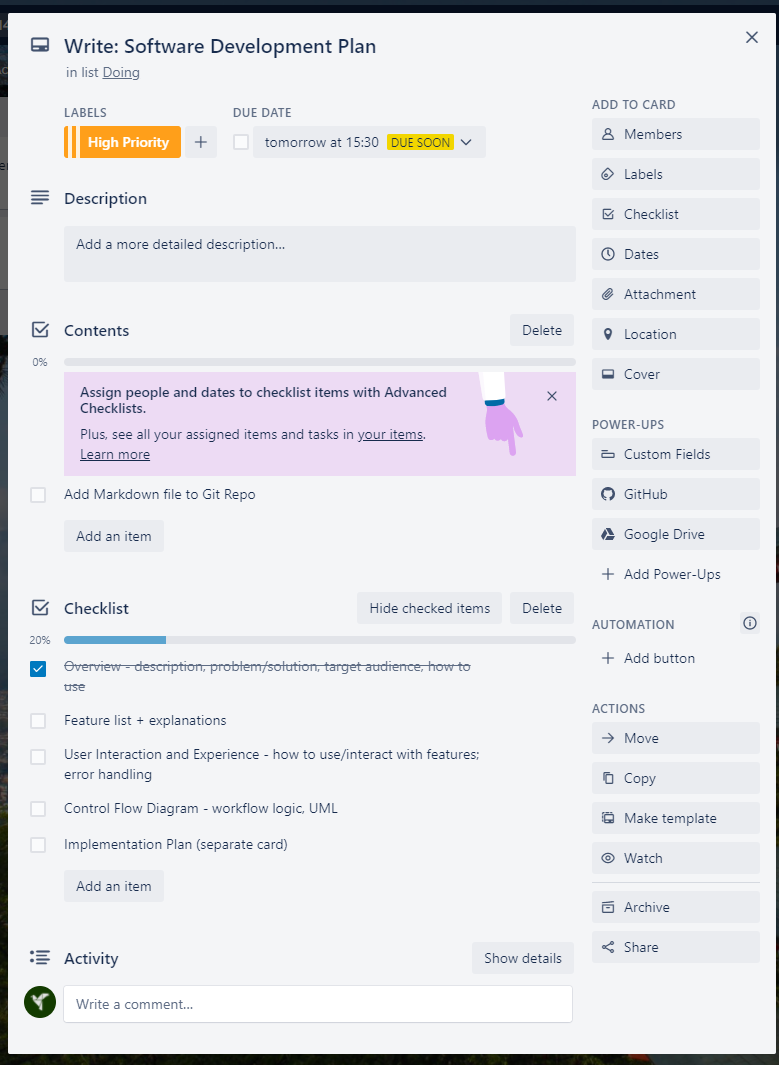 Write: Software Development Plan
in list Doing
LABELS
High Priority
DUE DATE
tomorrow at 15:30 DUE SOON
Description
Add a more detailed description...
Contents
Delete
0%
Assign people and dates to checklist items with Advanced
Checklists.
Plus, see all your assigned items and tasks in your items.
Learn more
Add Markdown file to Git Repo
Add an item
Checklist
Hide checked items
Delete
20%
Overview - description, problem/solution, target audience, how to
use
Feature list + explanations
User Interaction and Experience - how to use/interact with features;
error handling
Control Flow Diagram - workflow logic, UML
Implementation Plan (separate card)
Add an item
Activity
Show details
Write a comment...
ADD TO CARD
Members
Labels
Checklist
Dates
Attachment
Location
Cover
POWER-UPS
Custom Fields
GitHub
Google Drive
Add Power-Ups
AUTOMATION
Add button
ACTIONS
Move
Copy
Make template
Watch
Archive
Share